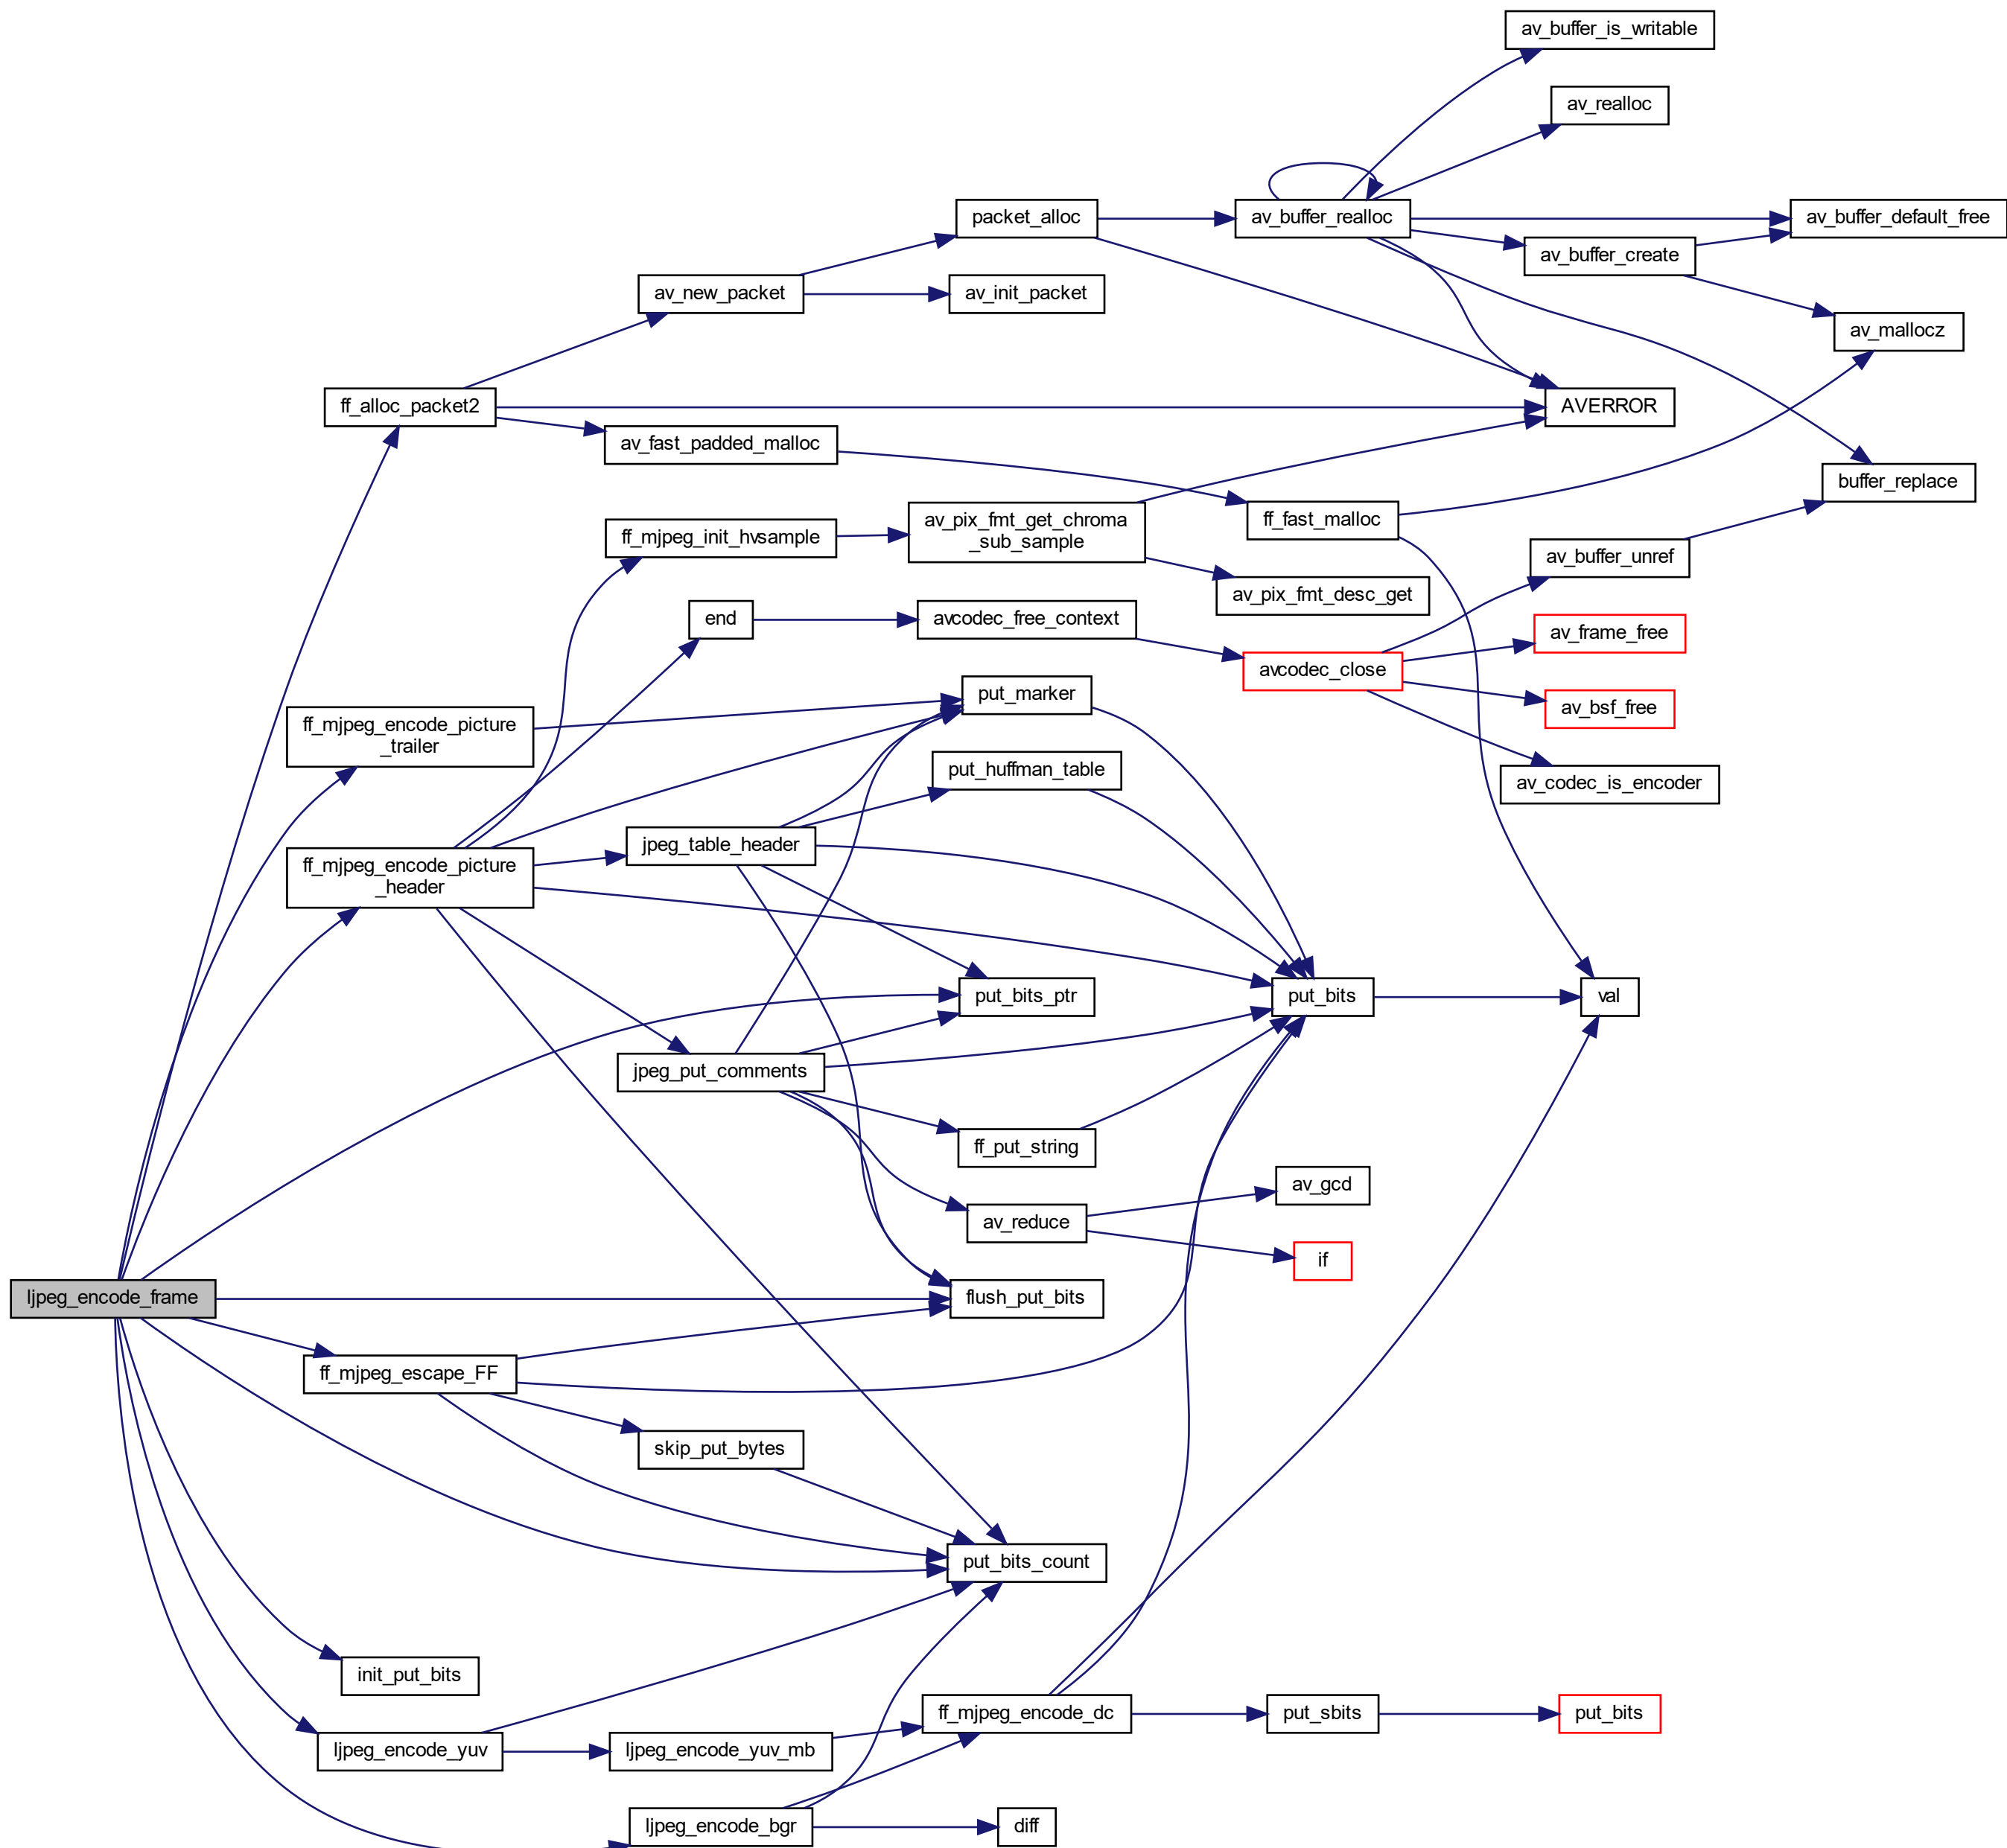 av_buffer_is_writable
av_realloc
packet_alloc
av_buffer_realloc
av_buffer_default_free
av_buffer_create
av_new_packet
av_init_packet
av_mallocz
ff_alloc_packet2
AVERROR
av_fast_padded_malloc
buffer_replace
ff_mjpeg_init_hvsample
av_pix_fmt_get_chroma
_sub_sample
ff_fast_malloc
av_buffer_unref
av_pix_fmt_desc_get
end
avcodec_free_context
av_frame_free
avcodec_close
put_marker
av_bsf_free
ff_mjpeg_encode_picture
_trailer
put_huffman_table
av_codec_is_encoder
jpeg_table_header
ff_mjpeg_encode_picture
_header
put_bits_ptr
put_bits
val
jpeg_put_comments
ff_put_string
av_gcd
av_reduce
if
ljpeg_encode_frame
flush_put_bits
ff_mjpeg_escape_FF
skip_put_bytes
put_bits_count
init_put_bits
ff_mjpeg_encode_dc
put_sbits
put_bits
ljpeg_encode_yuv
ljpeg_encode_yuv_mb
ljpeg_encode_bgr
diff